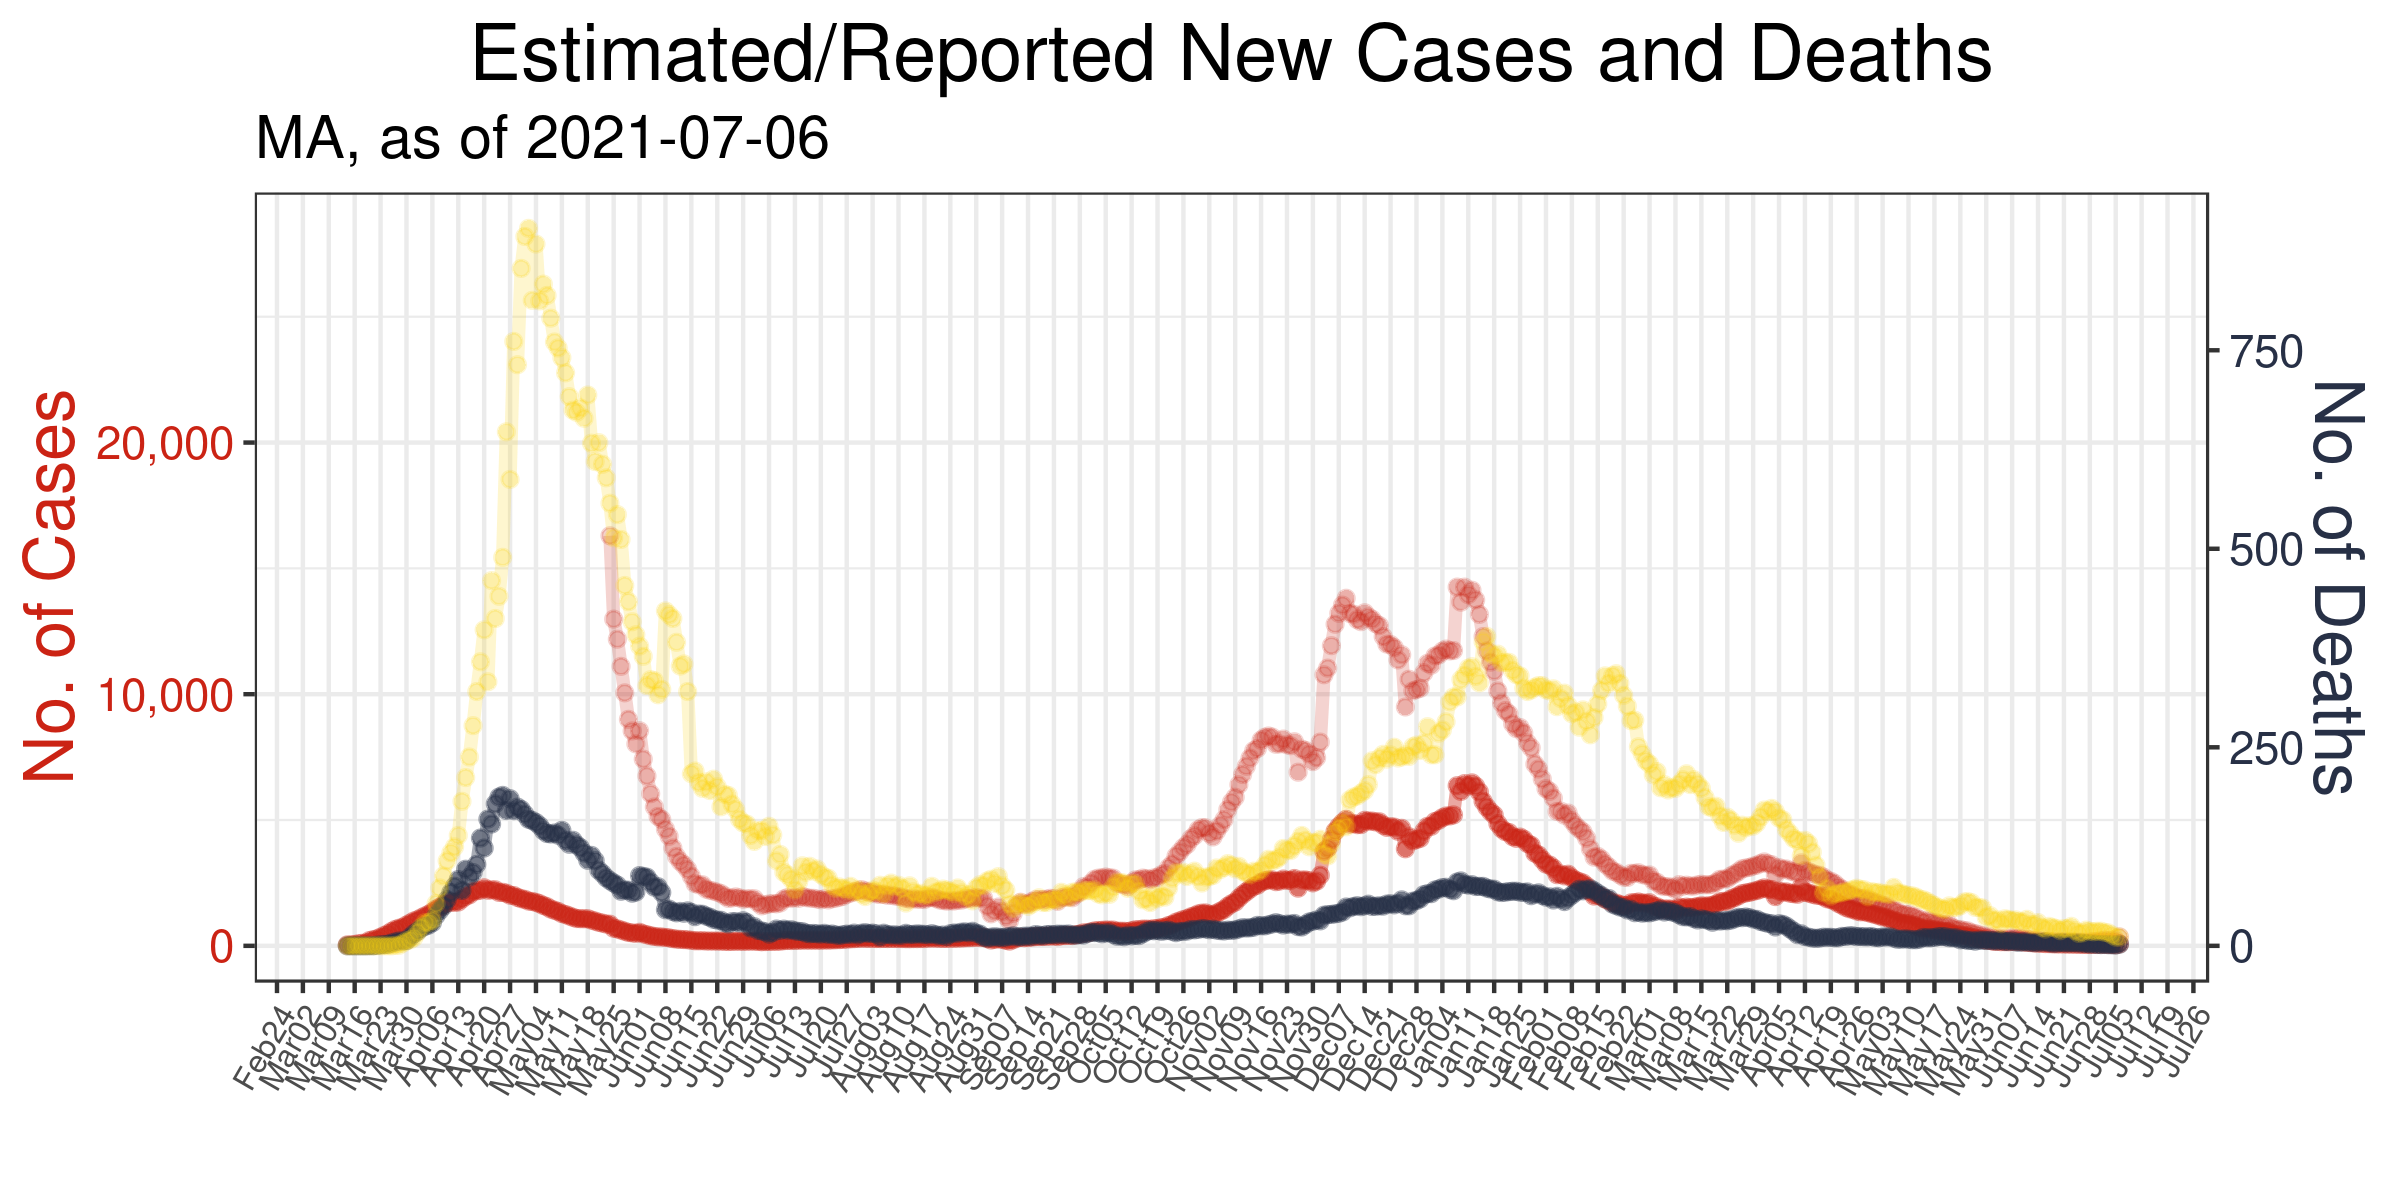 Estimated/Reported New Cases and Deaths
MA, as of 2021-07-06
No. of Cases
20,000
10,000
0
750
500
250
0
No. of Deaths
Feb24
Mar02
Mar09
Mar16
Mar23
Mar30
Apr06
Apr13
Apr20
Apr27
May04
May11
May18
May25
Jun01
Jun08
Jun15
Jun22
Jun29
Jul06
Jul13
Jul20
Jul27
Aug03
Aug10
Aug17
Aug24
Aug31
Sep07
Sep14
Sep21
Sep28
Oct05
Oct12
Oct19
Oct26
Nov02
Nov09
Nov16
Nov23
Nov30
Dec07
Dec14
Dec21
Dec28
Jan04
Jan11
Jan18
Jan25
Feb01
Feb08
Feb15
Feb22
Mar01
Mar08
Mar15
Mar22
Mar29
Apr05
Apr12
Apr19
Apr26
May03
May10
May17
May24
May31
Jun07
Jun14
Jun21
Jun28
Jul05
Jul12
Jul19
Jul26